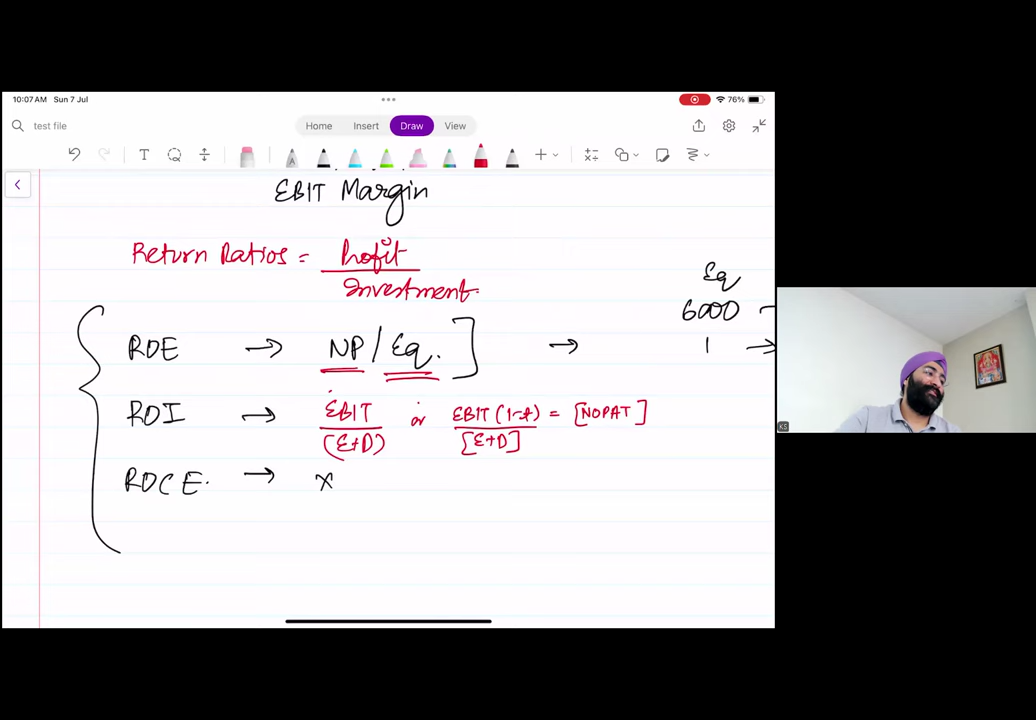 10:07 AM Sun 7 Jul
76%
test file
Home Insert Draw View
EBIT Margin
Return Ratios = Profit / Investment
Eq
6000
1 →
ROE → NP / Eq. ] →
ROI → EBIT / (E+D) or EBIT (1-t) / [E+D] = [NOPAT]
ROCE. → x
KS